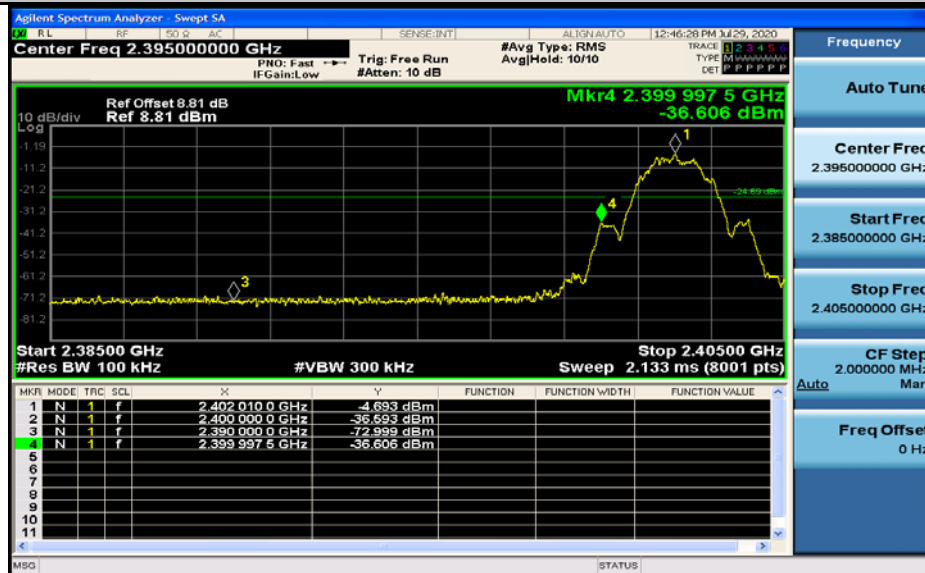 Agilent Spectrum Analyzer - Swept SA
LXI RL RF 50 Ω AC SENSE:INT ALIGNAUTO 12:46:28 PM Jul 29, 2020
Center Freq 2.395000000 GHz
PNO: Fast
IFGain:Low
Trig: Free Run
#Atten: 10 dB
#Avg Type: RMS
Avg|Hold: 10/10
TRACE 1 2 3 4 5 6
TYPE MWWWWW
DET P P P P P P
Mkr4 2.399 997 5 GHz
-36.606 dBm
Ref Offset 8.81 dB
10 dB/div Ref 8.81 dBm
Log
-1.19
-11.2
-21.2
-31.2
-41.2
-51.2
-61.2
-71.2
-81.2
1
-24.69 dBm
4
3
Start 2.38500 GHz Stop 2.40500 GHz
#Res BW 100 kHz #VBW 300 kHz Sweep 2.133 ms (8001 pts)
MKR MODE TRC SCL X Y FUNCTION FUNCTION WIDTH FUNCTION VALUE
1 N 1 f 2.402 010 0 GHz -4.693 dBm
2 N 1 f 2.400 000 0 GHz -36.593 dBm
3 N 1 f 2.390 000 0 GHz -72.999 dBm
4 N 1 f 2.399 997 5 GHz -36.606 dBm
5
6
7
8
9
10
11
MSG STATUS
Frequency
Auto Tune
Center Freq
2.395000000 GHz
Start Freq
2.385000000 GHz
Stop Freq
2.405000000 GHz
CF Step
2.000000 MHz
Auto Man
Freq Offset
0 Hz